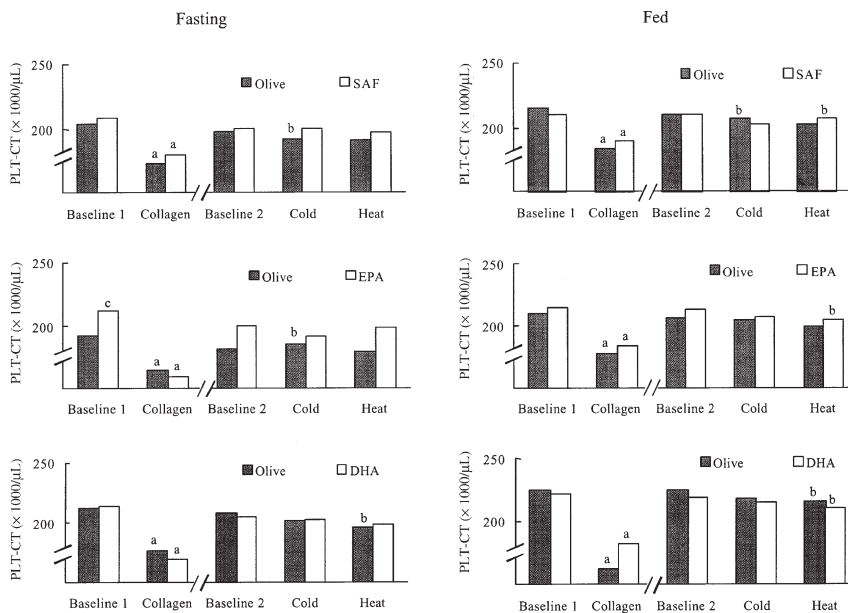 Fasting
Fed
250
Olive SAF
PLT-CT (× 1000/μL)
200
a a b
Baseline 1 Collagen Baseline 2 Cold Heat
250
Olive SAF
PLT-CT (× 1000/μL)
200
a a b b
Baseline 1 Collagen Baseline 2 Cold Heat
250
Olive EPA
PLT-CT (× 1000/μL)
200
c a a b
Baseline 1 Collagen Baseline 2 Cold Heat
250
Olive EPA
PLT-CT (× 1000/μL)
200
a a b
Baseline 1 Collagen Baseline 2 Cold Heat
250
Olive DHA
PLT-CT (× 1000/μL)
200
a a b
Baseline 1 Collagen Baseline 2 Cold Heat
250
Olive DHA
PLT-CT (× 1000/μL)
200
a a b b
Baseline 1 Collagen Baseline 2 Cold Heat